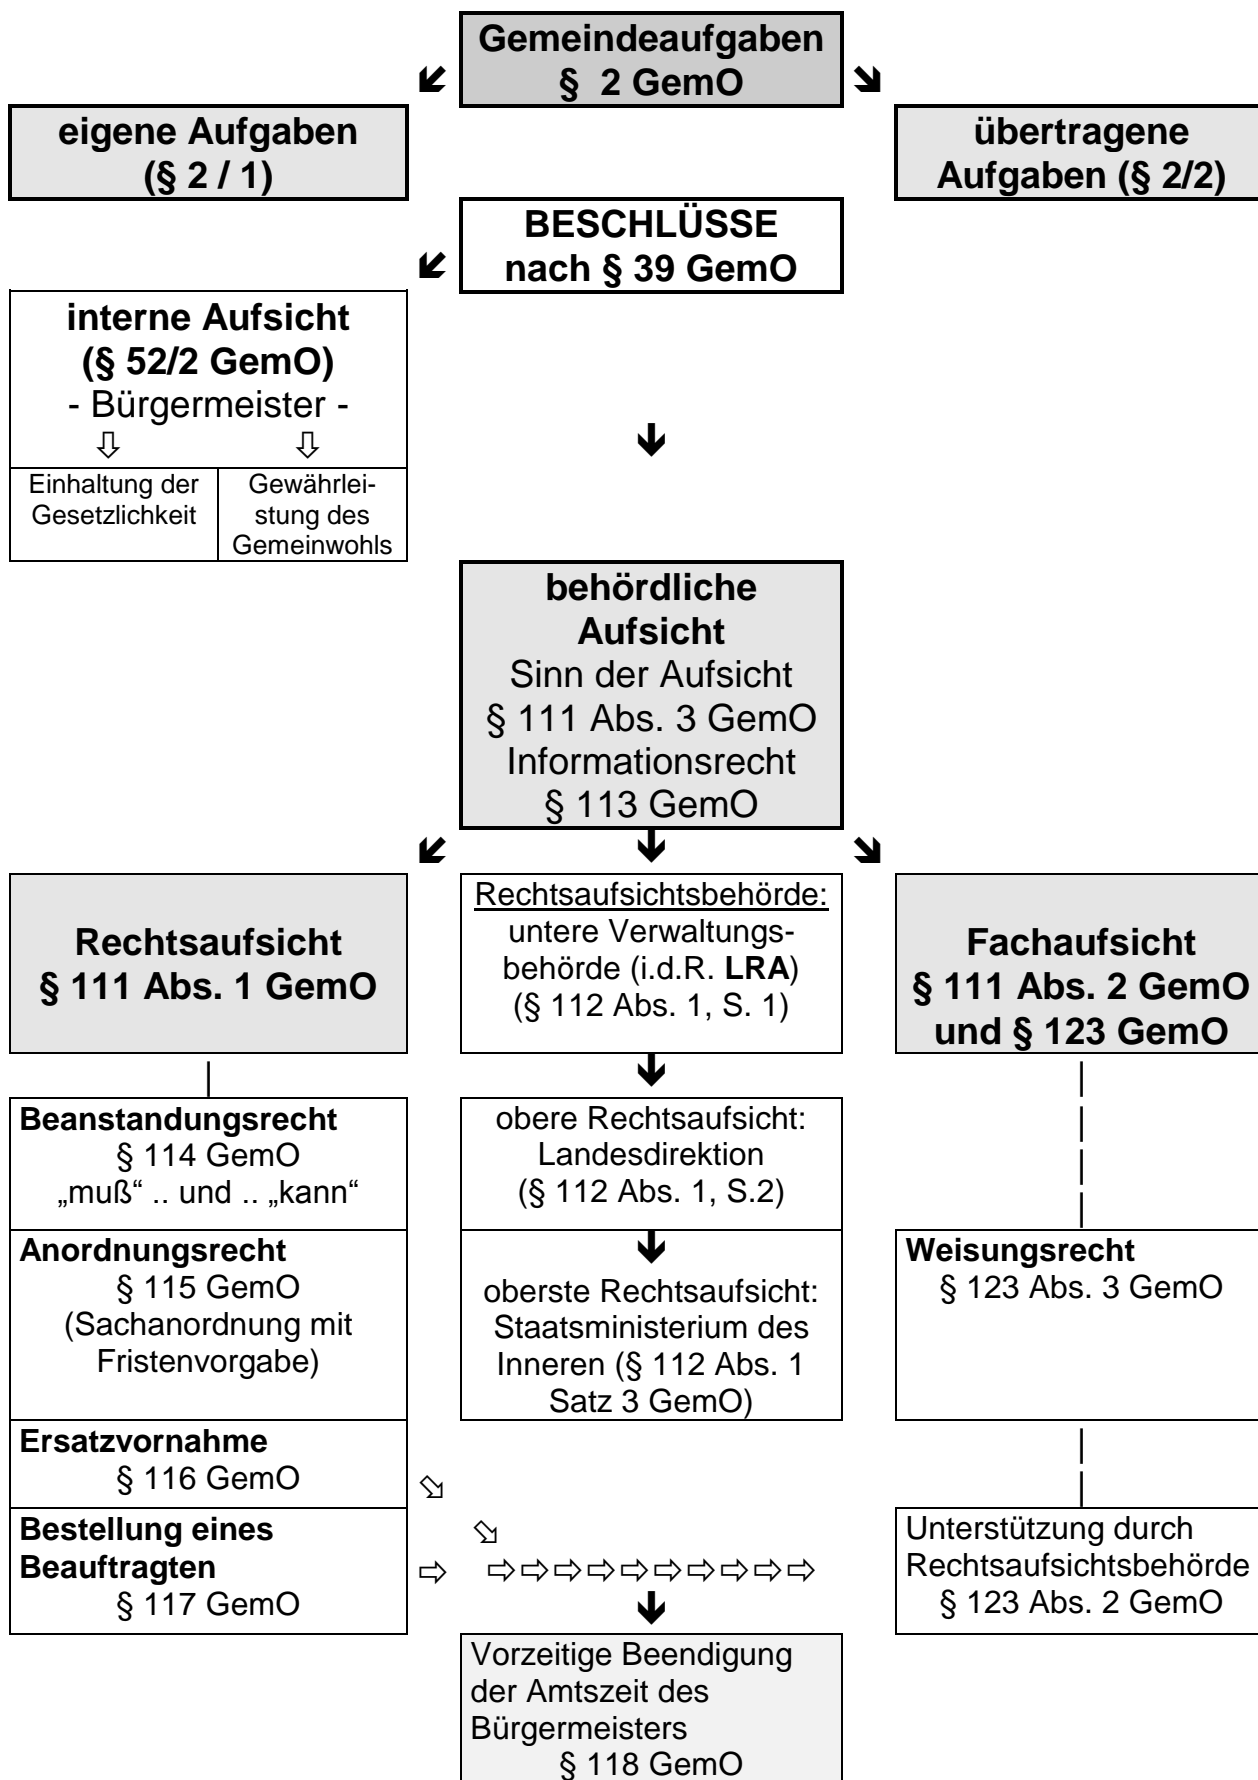 Gemeindeaufgaben
§ 2 GemO
eigene Aufgaben
(§ 2 / 1)
übertragene
Aufgaben (§ 2/2)
BESCHLÜSSE
nach § 39 GemO
interne Aufsicht
(§ 52/2 GemO)
- Bürgermeister -
Einhaltung der
Gesetzlichkeit
Gewährlei-
stung des
Gemeinwohls
behördliche
Aufsicht
Sinn der Aufsicht
§ 111 Abs. 3 GemO
Informationsrecht
§ 113 GemO
Rechtsaufsicht
§ 111 Abs. 1 GemO
Rechtsaufsichtsbehörde:
untere Verwaltungs-
behörde (i.d.R. LRA)
(§ 112 Abs. 1, S. 1)
Fachaufsicht
§ 111 Abs. 2 GemO
und § 123 GemO
Beanstandungsrecht
§ 114 GemO
„muß“ .. und .. „kann“
obere Rechtsaufsicht:
Landesdirektion
(§ 112 Abs. 1, S.2)
Anordnungsrecht
§ 115 GemO
(Sachanordnung mit
Fristenvorgabe)
oberste Rechtsaufsicht:
Staatsministerium des
Inneren (§ 112 Abs. 1
Satz 3 GemO)
Weisungsrecht
§ 123 Abs. 3 GemO
Ersatzvornahme
§ 116 GemO
Bestellung eines
Beauftragten
§ 117 GemO
Unterstützung durch
Rechtsaufsichtsbehörde
§ 123 Abs. 2 GemO
Vorzeitige Beendigung
der Amtszeit des
Bürgermeisters
§ 118 GemO